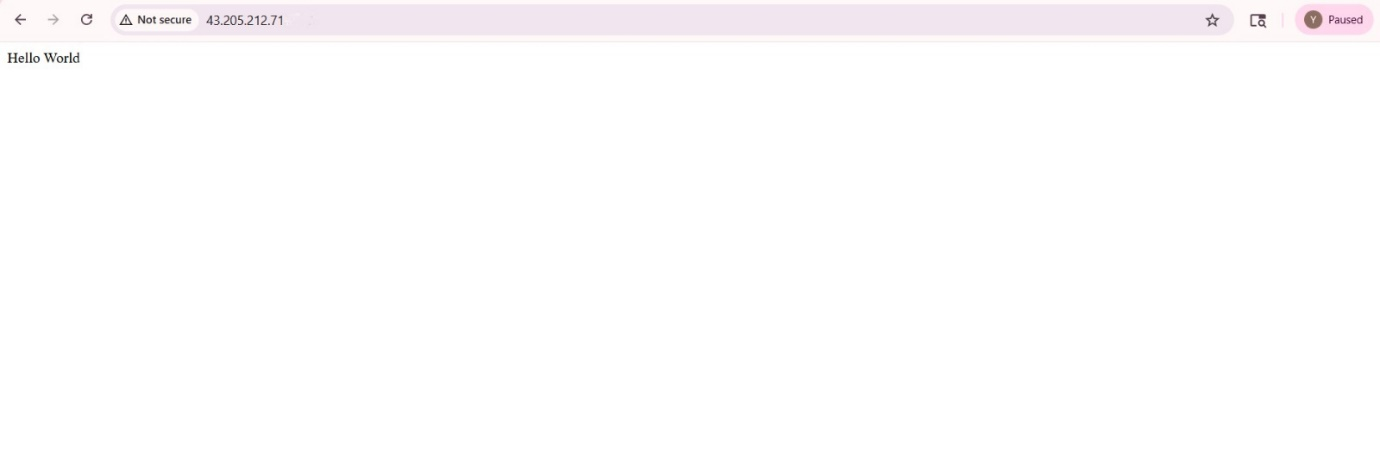 Not secure 43.205.212.71 Y Paused
Hello World